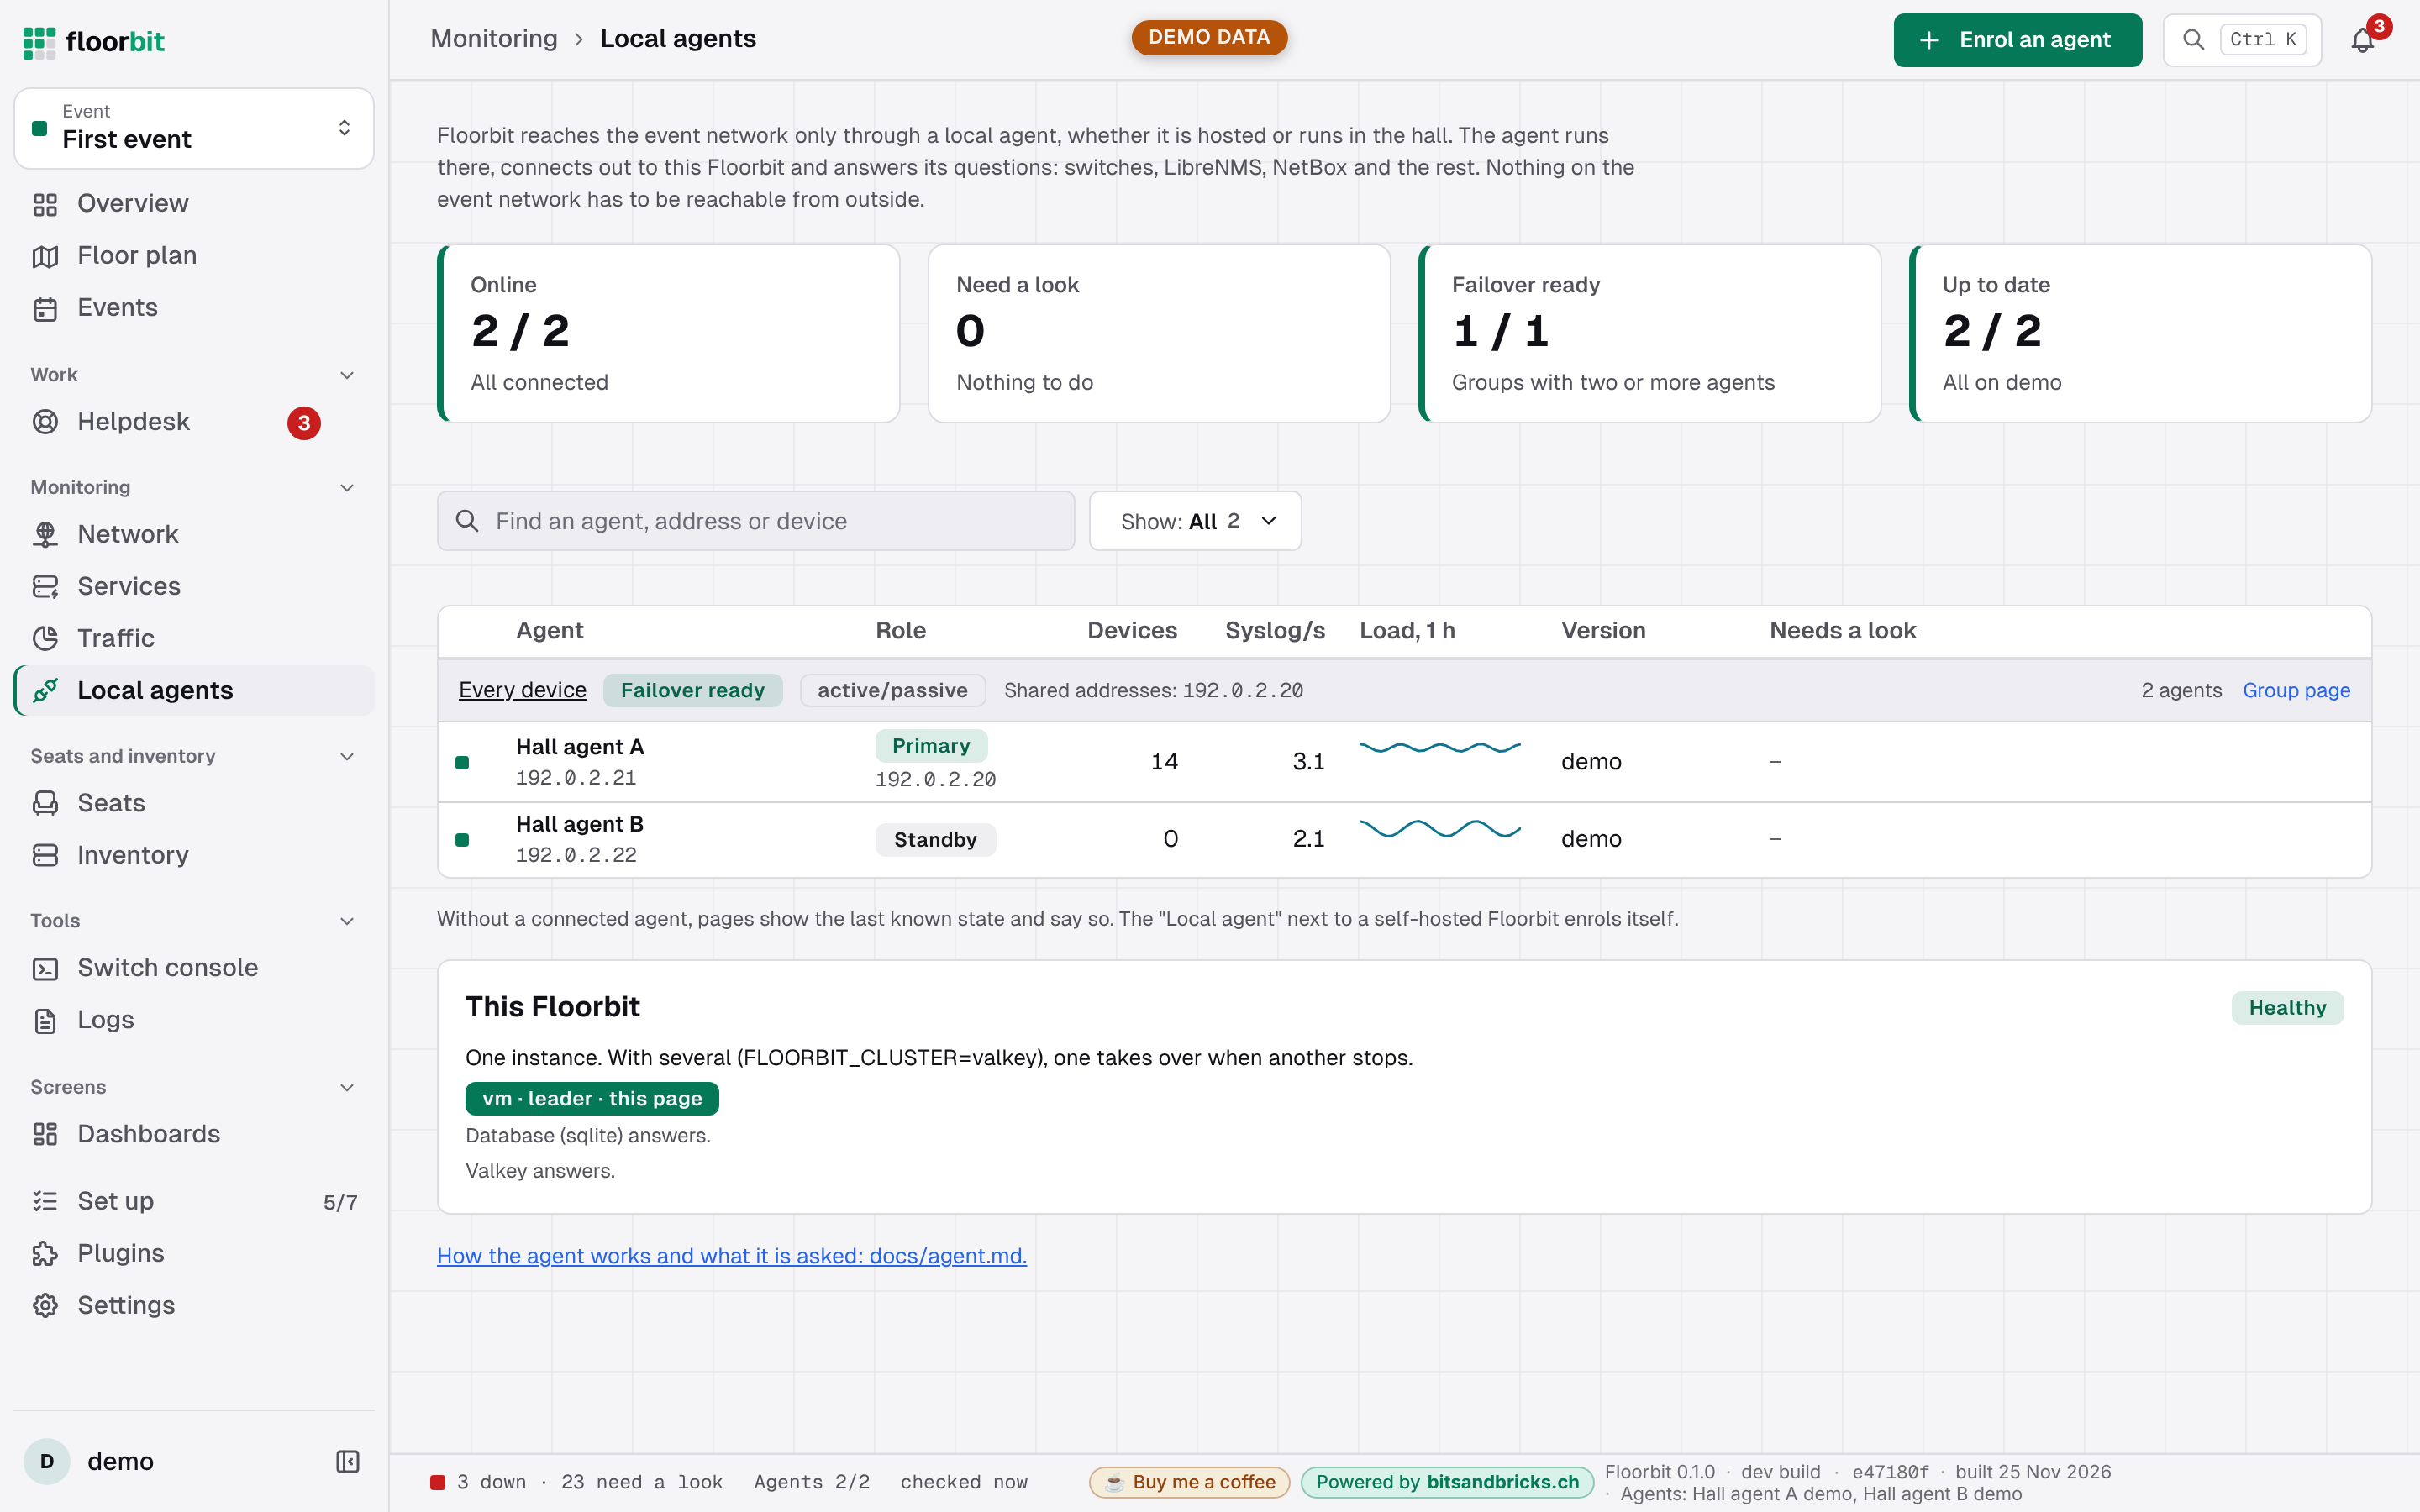 floorbit
Event
First event
Overview
Floor plan
Events
Work
Helpdesk 3
Monitoring
Network
Services
Traffic
Local agents
Seats and inventory
Seats
Inventory
Tools
Switch console
Logs
Screens
Dashboards
Set up 5/7
Plugins
Settings
D demo
Monitoring > Local agents
DEMO DATA
+ Enrol an agent
Ctrl K
3
Floorbit reaches the event network only through a local agent, whether it is hosted or runs in the hall. The agent runs
there, connects out to this Floorbit and answers its questions: switches, LibreNMS, NetBox and the rest. Nothing on the
event network has to be reachable from outside.
Online
2 / 2
All connected
Need a look
0
Nothing to do
Failover ready
1 / 1
Groups with two or more agents
Up to date
2 / 2
All on demo
Find an agent, address or device
Show: All 2
Agent Role Devices Syslog/s Load, 1 h Version Needs a look
Every device Failover ready active/passive Shared addresses: 192.0.2.20 2 agents Group page
Hall agent A Primary 14 3.1 demo –
192.0.2.21 192.0.2.20
Hall agent B Standby 0 2.1 demo –
192.0.2.22
Without a connected agent, pages show the last known state and say so. The "Local agent" next to a self-hosted Floorbit enrols itself.
This Floorbit Healthy
One instance. With several (FLOORBIT_CLUSTER=valkey), one takes over when another stops.
vm · leader · this page
Database (sqlite) answers.
Valkey answers.
How the agent works and what it is asked: docs/agent.md.
3 down · 23 need a look Agents 2/2 checked now
Buy me a coffee
Powered by bitsandbricks.ch
Floorbit 0.1.0 · dev build · e47180f · built 25 Nov 2026
· Agents: Hall agent A demo, Hall agent B demo